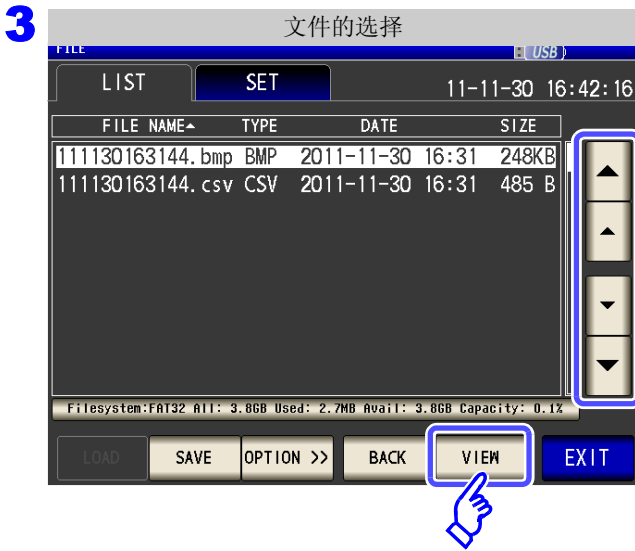 3
文件的选择
FILE USB
LIST SET 11-11-30 16:42:16
FILE NAME▲ TYPE DATE SIZE
111130163144.bmp BMP 2011-11-30 16:31 248KB
111130163144.csv CSV 2011-11-30 16:31 485 B
Filesystem:FAT32 All: 3.8GB Used: 2.7MB Avail: 3.8GB Capacity: 0.1%
LOAD SAVE OPTION >> BACK VIEW EXIT